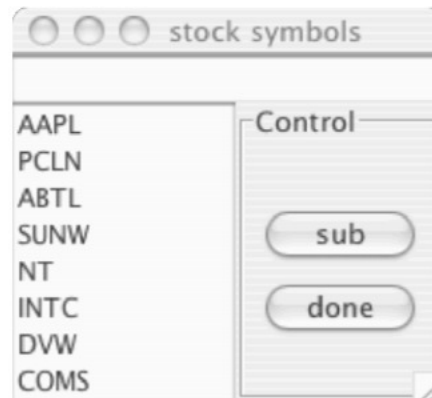 stock symbols
AAPL
PCLN
ABTL
SUNW
NT
INTC
DVW
COMS
Control
sub
done